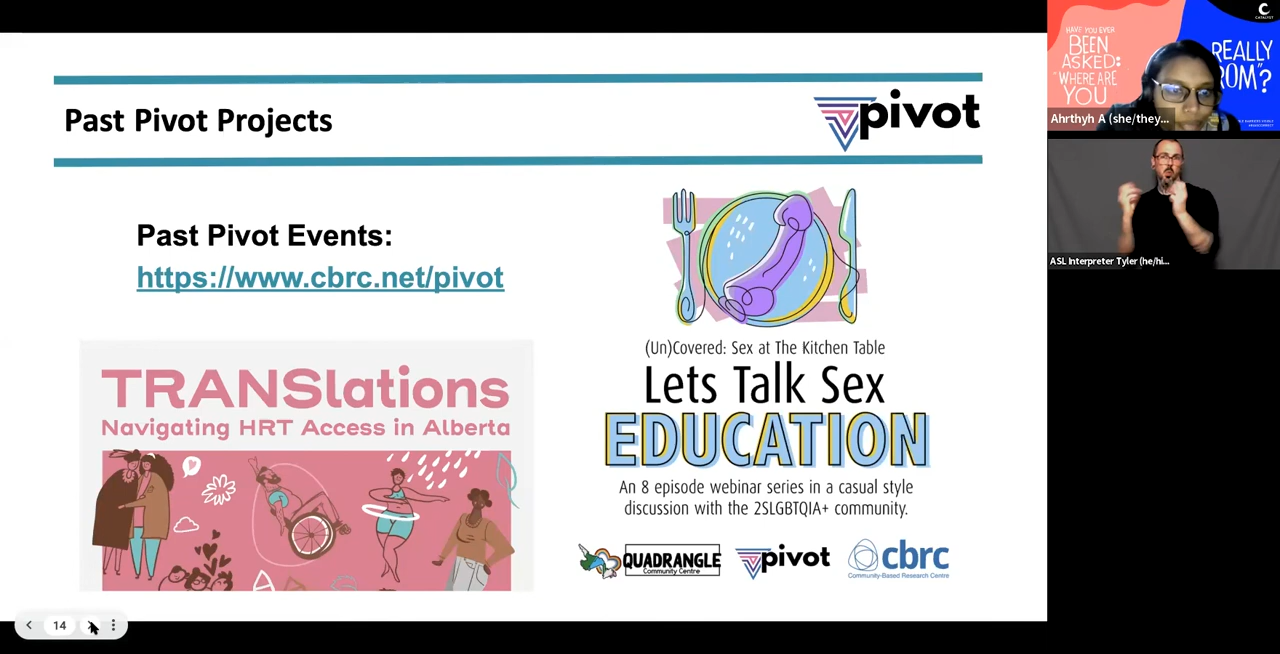 Past Pivot Projects
pivot
Past Pivot Events:
https://www.cbrc.net/pivot
TRANSlations
Navigating HRT Access in Alberta
(Un)Covered: Sex at The Kitchen Table
Lets Talk Sex
EDUCATION
An 8 episode webinar series in a casual style
discussion with the 2SLGBTQIA+ community.
QUADRANGLE
Community Centre
pivot
cbrc
Community-Based Research Centre
14
HAVE YOU EVER
BEEN
ASKED:
"WHERE ARE
YOU
REALLY
ROM"?
CATALYST
Ahrthyh A (she/they...
ASL Interpreter Tyler (he/hi...